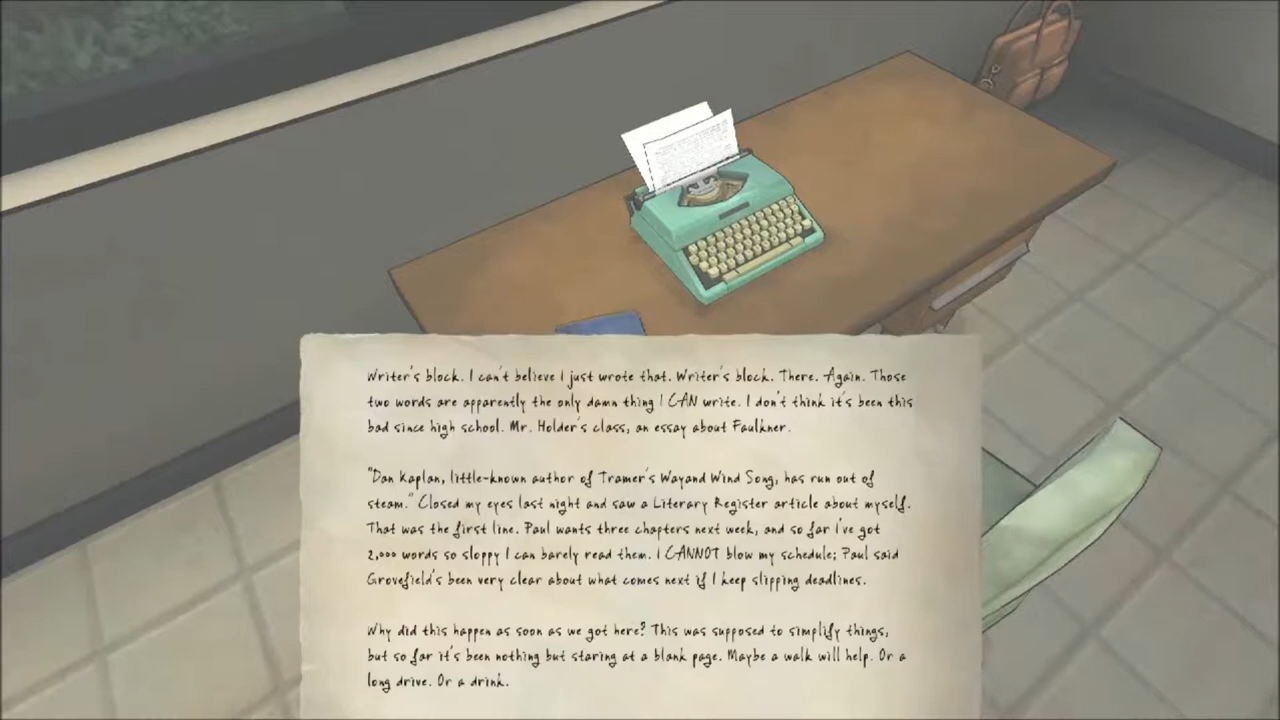 Writer's block. I can't believe I just wrote that. Writer's block. There. Again. Those
two words are apparently the only damn thing I CAN write. I don't think it's been this
bad since high school. Mr. Holder's class, an essay about Faulkner.
"Dan Kaplan, little-known author of Tramer's Wayand Wind Song, has run out of
steam." Closed my eyes last night and saw a Literary Register article about myself.
That was the first line. Paul wants three chapters next week, and so far I've got
2,000 words so sloppy I can barely read them. I CANNOT blow my schedule; Paul said
Grovefield's been very clear about what comes next if I keep slipping deadlines.
Why did this happen as soon as we got here? This was supposed to simplify things,
but so far it's been nothing but staring at a blank page. Maybe a walk will help. Or a
long drive. Or a drink.